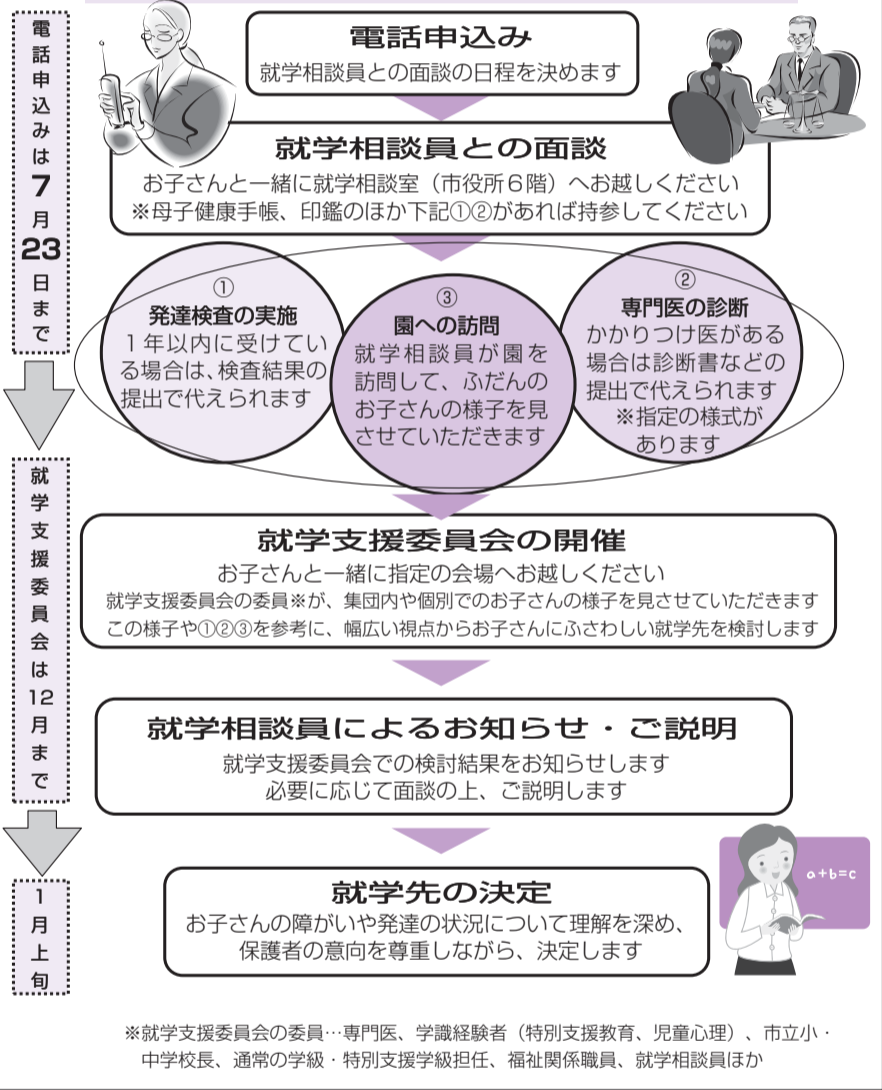 電話申込みは7月23日まで
電話申込み
就学相談員との面談の日程を決めます
就学相談員との面談
お子さんと一緒に就学相談室（市役所６階）へお越しください
※母子健康手帳、印鑑のほか下記①②があれば持参してください
①
発達検査の実施
１年以内に受けてい
る場合は、検査結果の
提出で代えられます
②
専門医の診断
かかりつけ医がある
場合は診断書などの
提出で代えられます
※指定の様式が
あります
③
園への訪問
就学相談員が園を
訪問して、ふだんの
お子さんの様子を見
させていただきます
就学支援委員会は12月まで
就学支援委員会の開催
お子さんと一緒に指定の会場へお越しください
就学支援委員会の委員※が、集団内や個別でのお子さんの様子を見させていただきます
この様子や①②③を参考に、幅広い視点からお子さんにふさわしい就学先を検討します
就学相談員によるお知らせ・ご説明
就学支援委員会での検討結果をお知らせします
必要に応じて面談の上、ご説明します
1月上旬
就学先の決定
お子さんの障がいや発達の状況について理解を深め、
保護者の意向を尊重しながら、決定します
a+b=c
※就学支援委員会の委員…専門医、学識経験者（特別支援教育、児童心理）、市立小・
中学校長、通常の学級・特別支援学級担任、福祉関係職員、就学相談員ほか